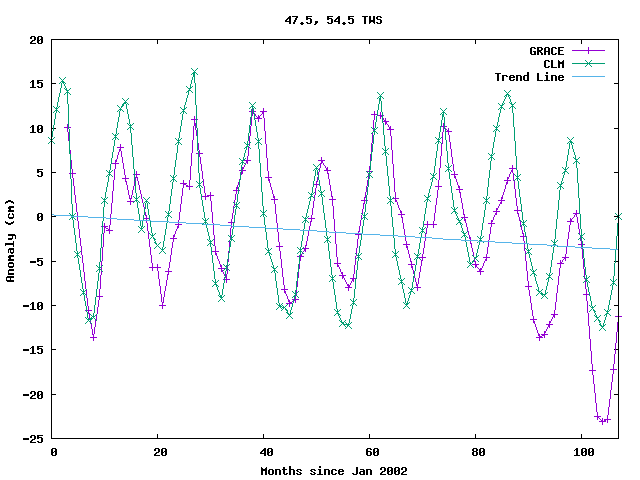 47.5, 54.5 TWS
GRACE
CLM
Trend Line
20
15
10
5
0
-5
-10
-15
-20
-25
Anomaly (cm)
0 20 40 60 80 100
Months since Jan 2002